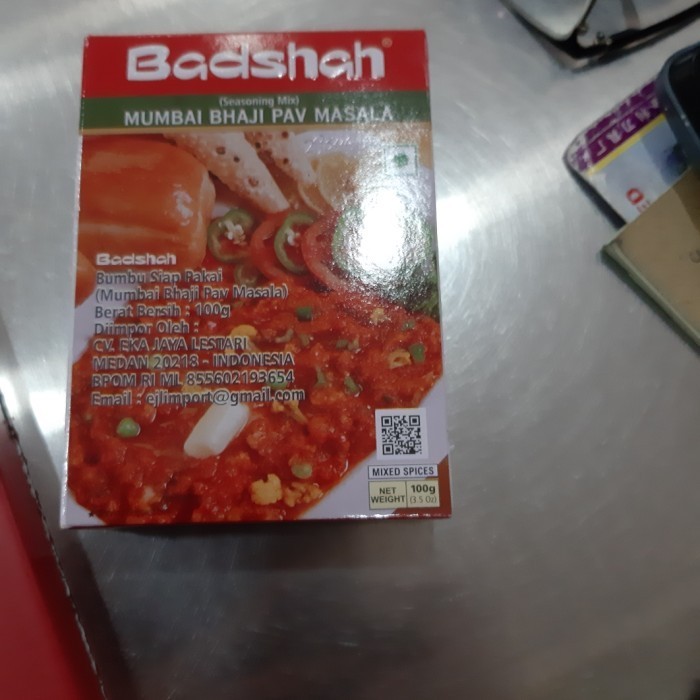 Badshah®
(Seasoning Mix)
MUMBAI BHAJI PAV MASALA
Badshah
Bumbu Siap Pakai
(Mumbai Bhaji Pav Masala)
Berat Bersih : 100g
Diimpor Oleh :
CV. EKA JAYA LESTARI
MEDAN 20218 - INDONESIA
BPOM RI ML 855602193654
Email : ejlimport@gmail.com
MIXED SPICES
NET WEIGHT 100g (3.5 Oz)